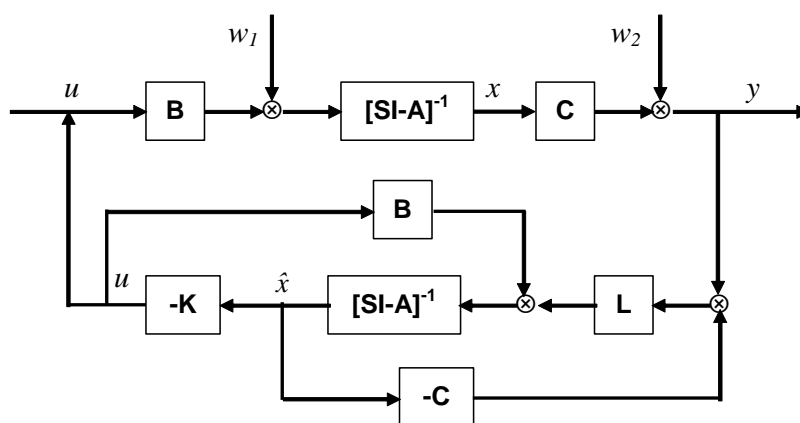 w₁ w₂
u B [SI-A]⁻¹ x C y
B
u -K x̂ [SI-A]⁻¹ L
-C